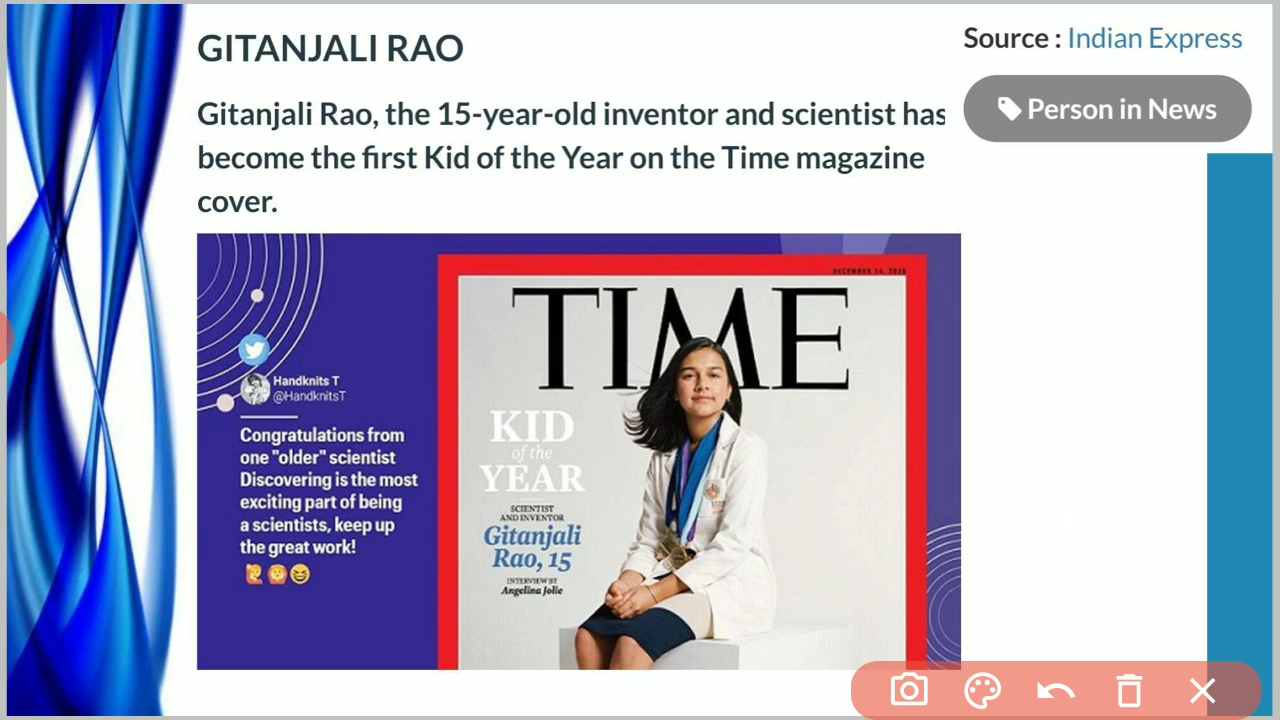 GITANJALI RAO
Source : Indian Express
Person in News
Gitanjali Rao, the 15-year-old inventor and scientist has
become the first Kid of the Year on the Time magazine
cover.
DECEMBER 14, 2020
TIME
Handknits T
@HandknitsT
Congratulations from
one "older" scientist
Discovering is the most
exciting part of being
a scientists, keep up
the great work!
KID
of the
YEAR
SCIENTIST
AND INVENTOR
Gitanjali
Rao, 15
INTERVIEW BY
Angelina Jolie